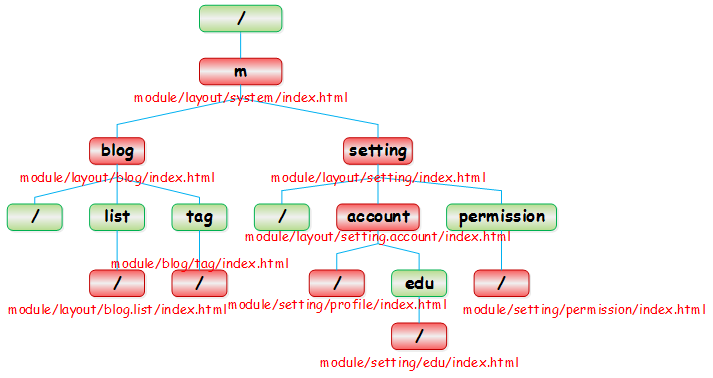 /
m
module/layout/system/index.html
blog
setting
module/layout/blog/index.html
module/layout/setting/index.html
/
list
tag
/
account
permission
module/layout/setting.account/index.html
module/blog/tag/index.html
/
/
/
edu
/
module/layout/blog.list/index.html
module/setting/profile/index.html
module/setting/permission/index.html
/
module/setting/edu/index.html